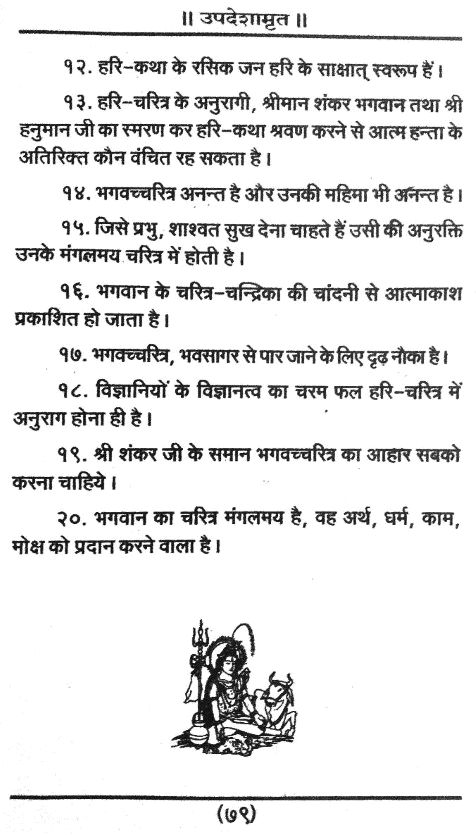 ॥ उपदेशामृत ॥
१२. हरि-कथा के रसिक जन हरि के साक्षात् स्वरूप हैं।
१३. हरि-चरित्र के अनुरागी, श्रीमान शंकर भगवान तथा श्री
हनुमान जी का स्मरण कर हरि-कथा श्रवण करने से आत्म हन्ता के
अतिरिक्त कौन वंचित रह सकता है।
१४. भगवच्चरित्र अनन्त है और उनकी महिमा भी अनन्त है।
१५. जिसे प्रभु, शाश्वत सुख देना चाहते हैं उसी की अनुरक्ति
उनके मंगलमय चरित्र में होती है।
१६. भगवान के चरित्र-चन्द्रिका की चांदनी से आत्माकाश
प्रकाशित हो जाता है।
१७. भगवच्चरित्र, भवसागर से पार जाने के लिए दृढ़ नौका है।
१८. विज्ञानियों के विज्ञानत्व का चरम फल हरि-चरित्र में
अनुराग होना ही है।
१९. श्री शंकर जी के समान भगवच्चरित्र का आहार सबको
करना चाहिये।
२०. भगवान का चरित्र मंगलमय है, वह अर्थ, धर्म, काम,
मोक्ष को प्रदान करने वाला है।
(७९)